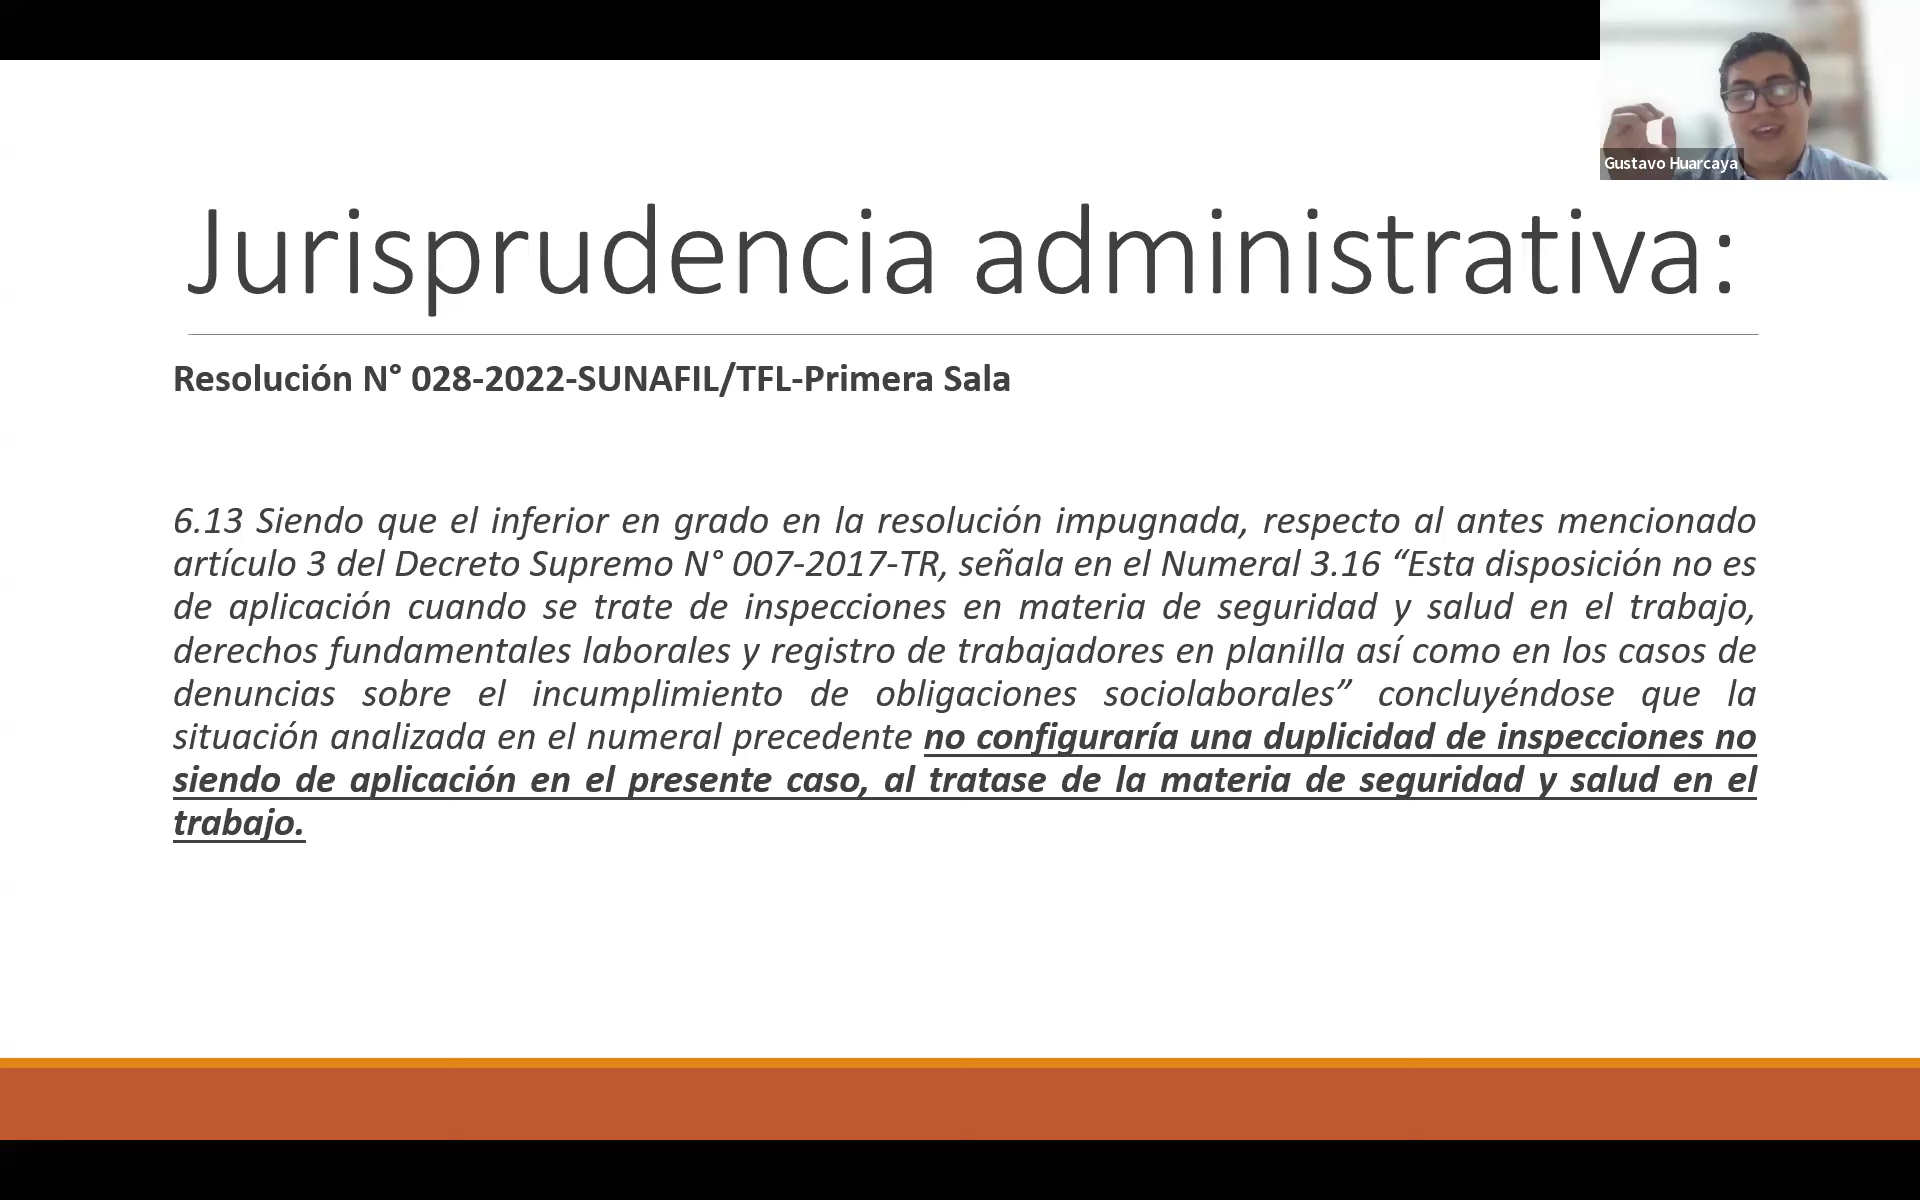 Gustavo Huarcaya
Jurisprudencia administrativa:
Resolución N° 028-2022-SUNAFIL/TFL-Primera Sala
6.13 Siendo que el inferior en grado en la resolución impugnada, respecto al antes mencionado
artículo 3 del Decreto Supremo N° 007-2017-TR, señala en el Numeral 3.16 “Esta disposición no es
de aplicación cuando se trate de inspecciones en materia de seguridad y salud en el trabajo,
derechos fundamentales laborales y registro de trabajadores en planilla así como en los casos de
denuncias sobre el incumplimiento de obligaciones sociolaborales” concluyéndose que la
situación analizada en el numeral precedente no configuraría una duplicidad de inspecciones no
siendo de aplicación en el presente caso, al tratase de la materia de seguridad y salud en el
trabajo.